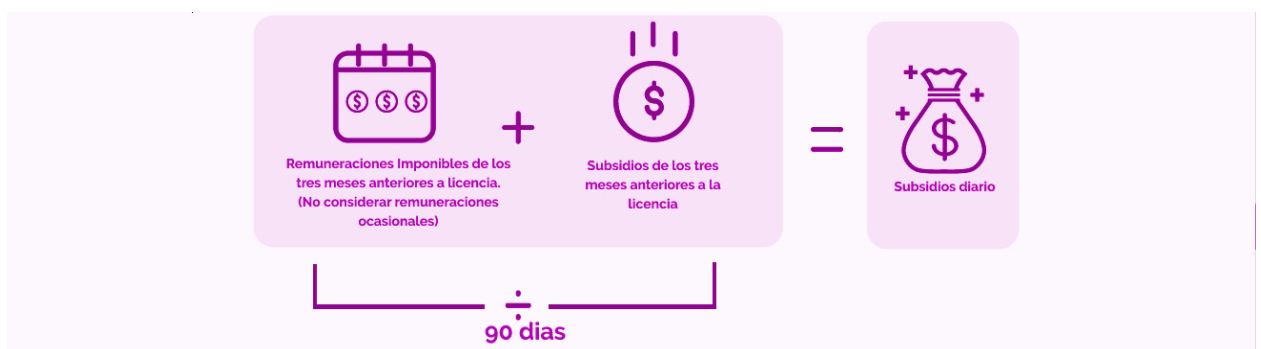 Remuneraciones Imponibles de los
tres meses anteriores a licencia.
(No considerar remuneraciones
ocasionales)
+
Subsidios de los tres
meses anteriores a la
licencia
=
Subsidios diario
÷
90 dias